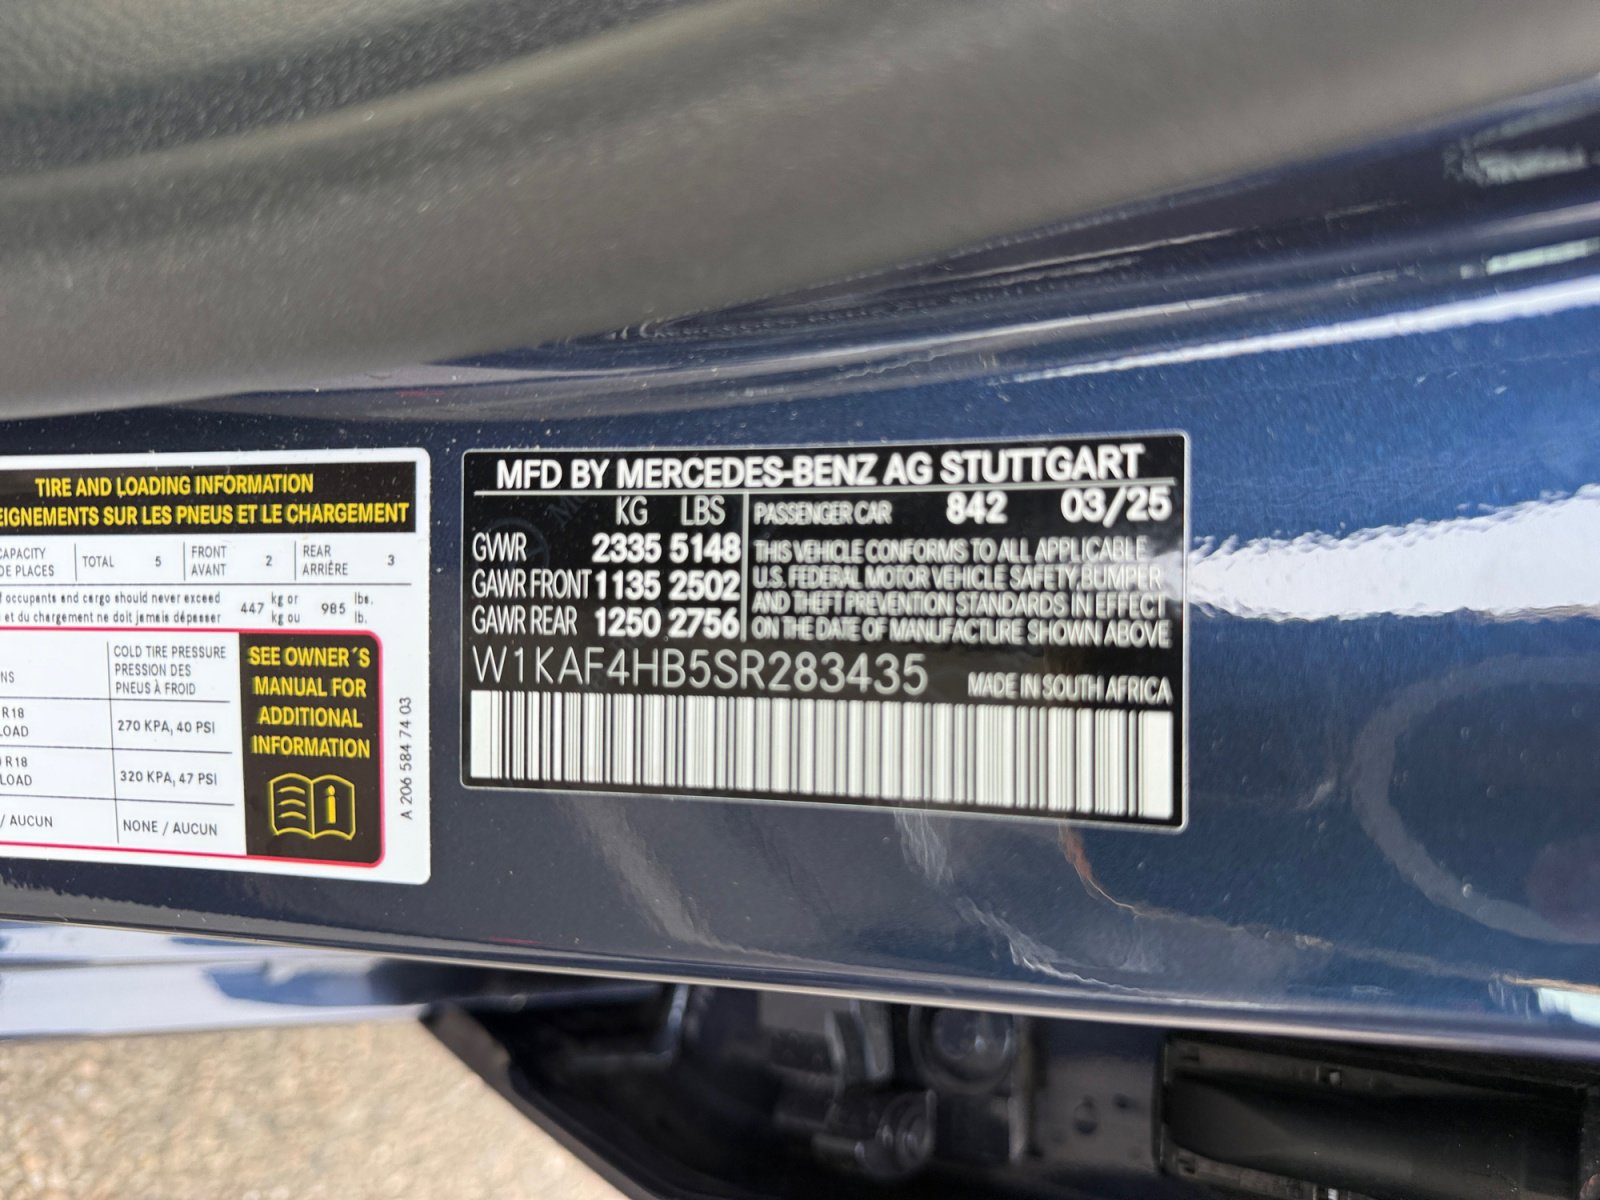 TIRE AND LOADING INFORMATION
EIGNEMENTS SUR LES PNEUS ET LE CHARGEMENT
CAPACITY
DE PLACES
TOTAL 5
FRONT
AVANT 2
REAR
ARRIÈRE 3
f occupants and cargo should never exceed
et du chargement ne doit jamais dépasser
447 kg or
kg ou
985 lbs.
lb.
NS
COLD TIRE PRESSURE
PRESSION DES
PNEUS À FROID
R18
LOAD
270 KPA, 40 PSI
R18
LOAD
320 KPA, 47 PSI
/ AUCUN
NONE / AUCUN
SEE OWNER´S
MANUAL FOR
ADDITIONAL
INFORMATION
A 206 584 74 03
MFD BY MERCEDES-BENZ AG STUTTGART
KG LBS
GVWR 2335 5148
GAWR FRONT 1135 2502
GAWR REAR 1250 2756
PASSENGER CAR 842 03/25
THIS VEHICLE CONFORMS TO ALL APPLICABLE
U.S. FEDERAL MOTOR VEHICLE SAFETY, BUMPER
AND THEFT PREVENTION STANDARDS IN EFFECT
ON THE DATE OF MANUFACTURE SHOWN ABOVE
W1KAF4HB5SR283435
MADE IN SOUTH AFRICA